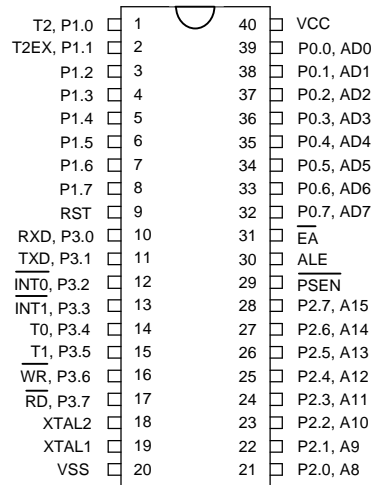 T2, P1.0 1 40 VCC
T2EX, P1.1 2 39 P0.0, AD0
P1.2 3 38 P0.1, AD1
P1.3 4 37 P0.2, AD2
P1.4 5 36 P0.3, AD3
P1.5 6 35 P0.4, AD4
P1.6 7 34 P0.5, AD5
P1.7 8 33 P0.6, AD6
RST 9 32 P0.7, AD7
RXD, P3.0 10 31 E̅A̅
TXD, P3.1 11 30 ALE
I̅N̅T̅0̅, P3.2 12 29 P̅S̅E̅N̅
I̅N̅T̅1̅, P3.3 13 28 P2.7, A15
T0, P3.4 14 27 P2.6, A14
T1, P3.5 15 26 P2.5, A13
W̅R̅, P3.6 16 25 P2.4, A12
R̅D̅, P3.7 17 24 P2.3, A11
XTAL2 18 23 P2.2, A10
XTAL1 19 22 P2.1, A9
VSS 20 21 P2.0, A8